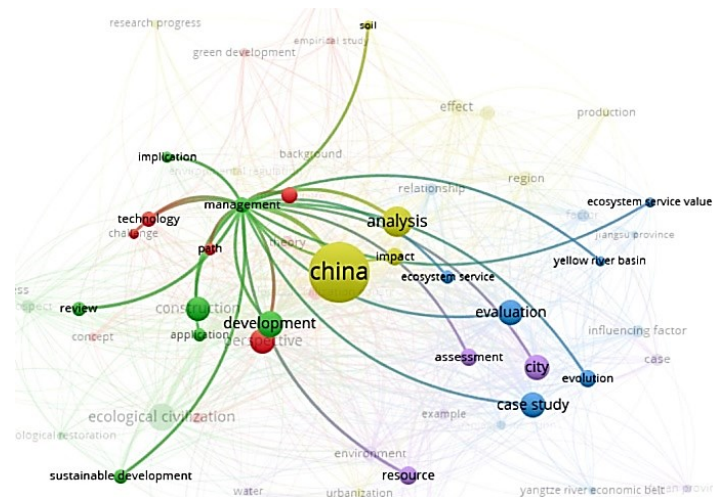 research progress
soil
empirical study
green development
effect
production
implication
background
environmental regulation
region
relationship
management
ecosystem service value
technology
analysis
factor
challenge
jiangsu province
path
theory
impact
yellow river basin
china
ecosystem service
review
construction
evaluation
development
application
influencing factor
concept
perspective
assessment
case
city
evolution
case study
ecological civilization
example
ological restoration
environment
sustainable development
resource
water
urbanization
yangtze river economic belt